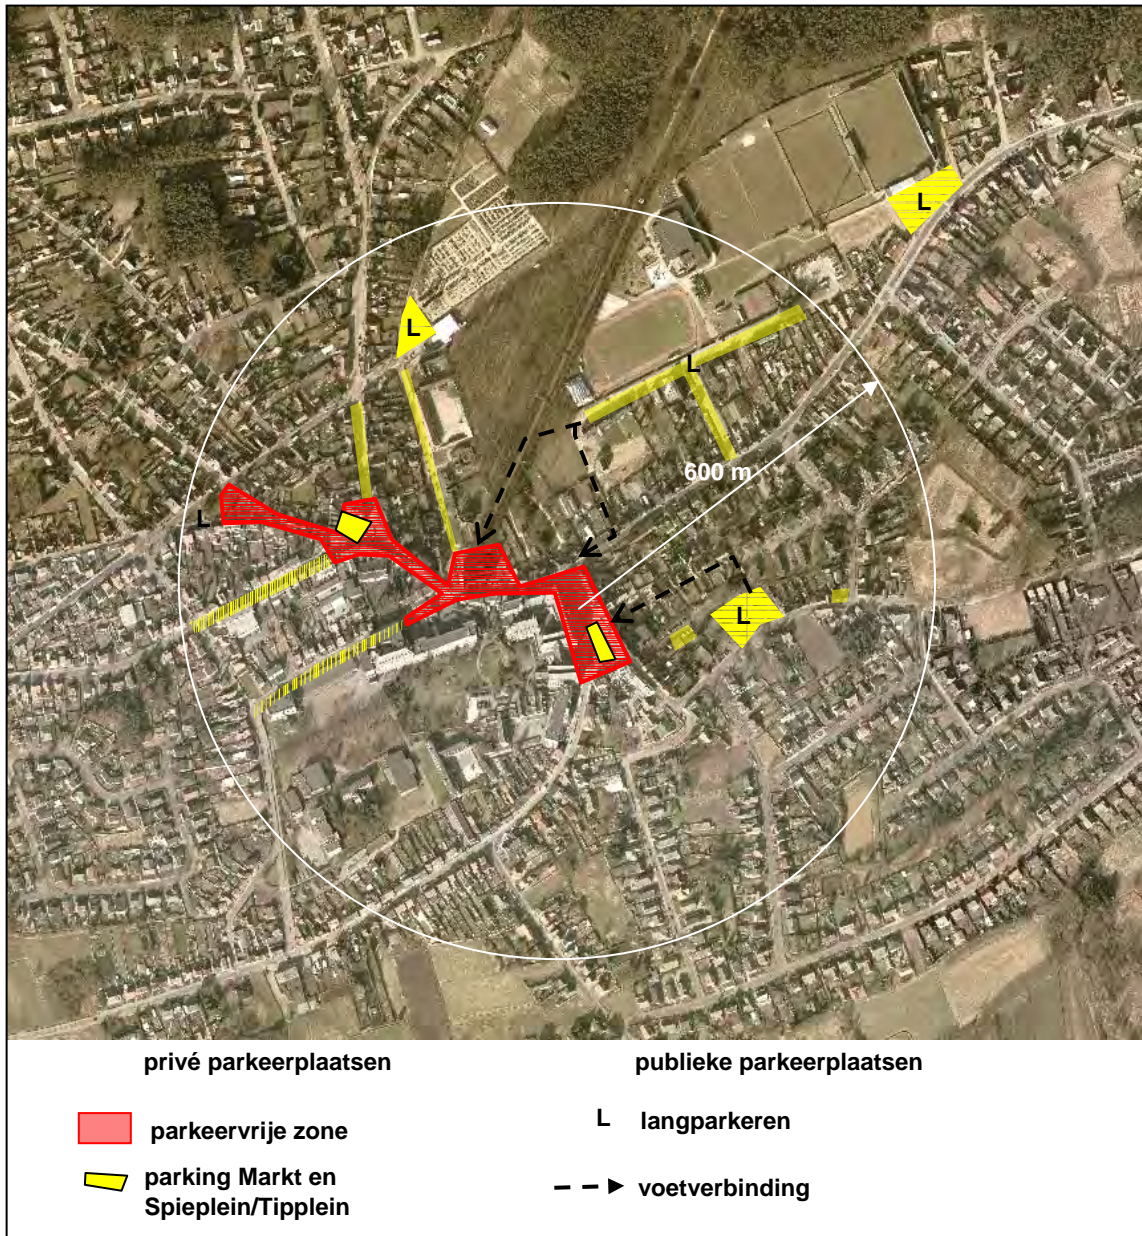 L
L
L
600 m
L
L
privé parkeerplaatsen
publieke parkeerplaatsen
parkeervrije zone
L langparkeren
parking Markt en
Spieplein/Tipplein
voetverbinding